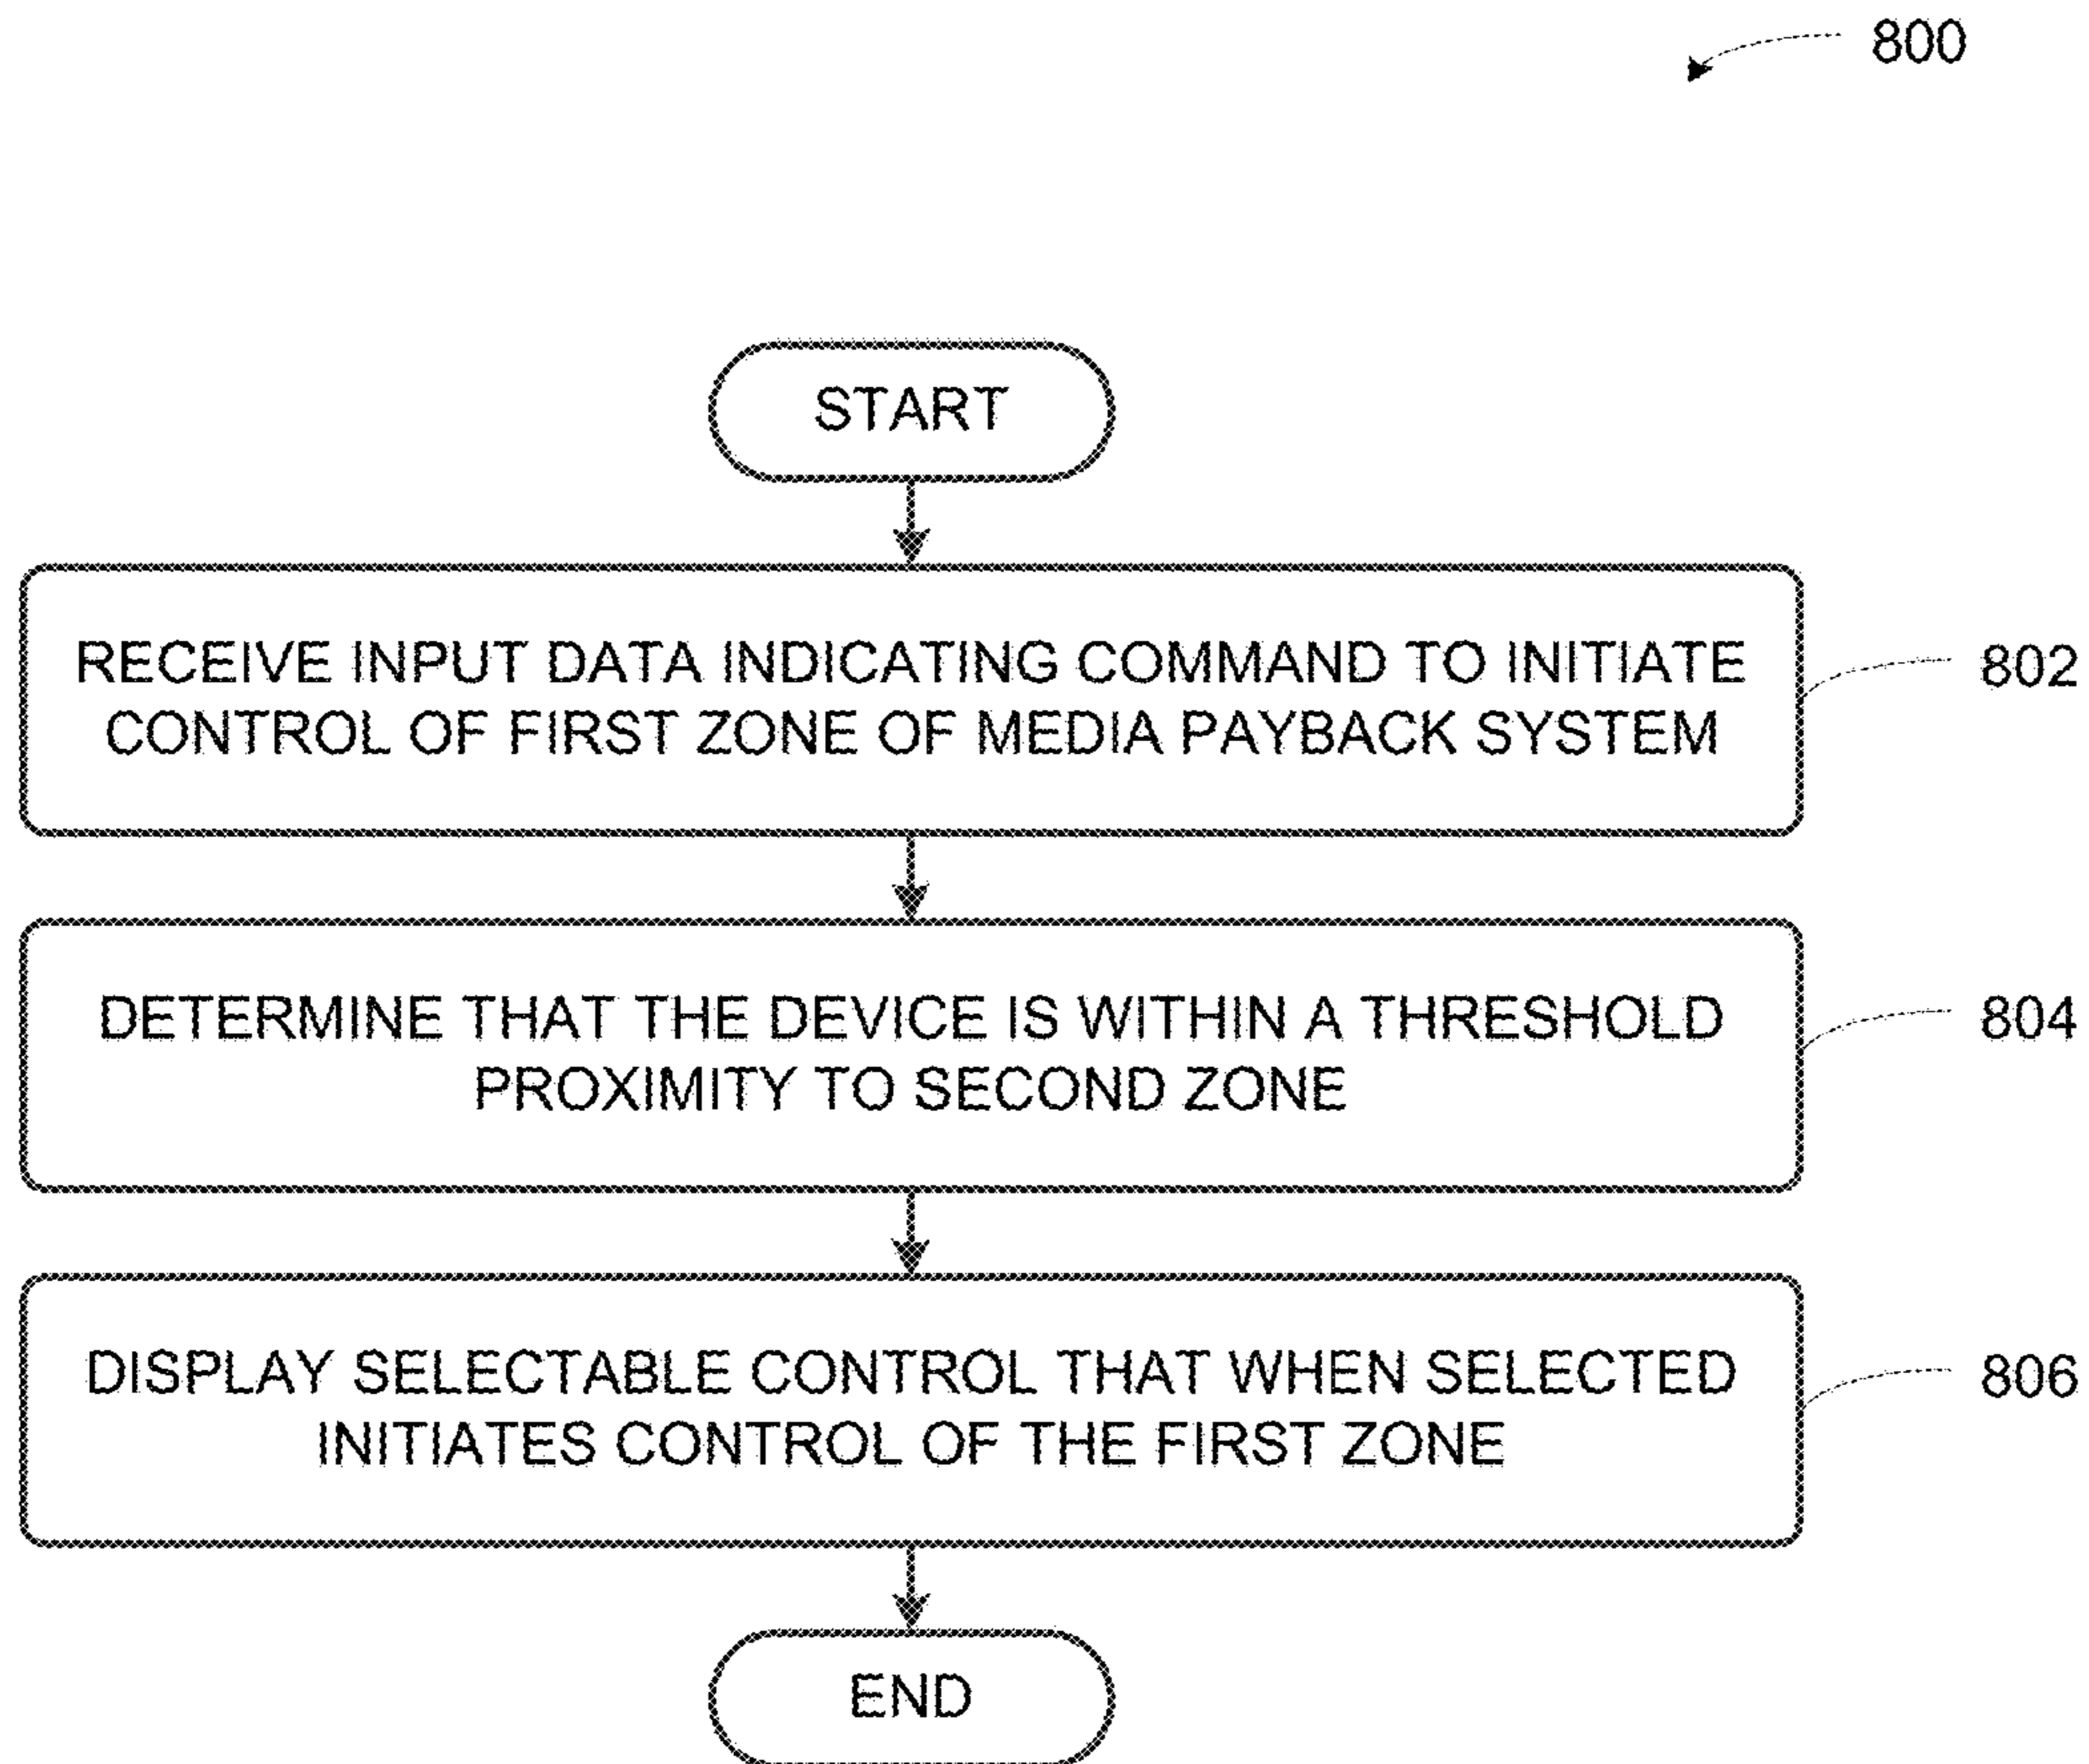 800
START
RECEIVE INPUT DATA INDICATING COMMAND TO INITIATE
CONTROL OF FIRST ZONE OF MEDIA PAYBACK SYSTEM
802
DETERMINE THAT THE DEVICE IS WITHIN A THRESHOLD
PROXIMITY TO SECOND ZONE
804
DISPLAY SELECTABLE CONTROL THAT WHEN SELECTED
INITIATES CONTROL OF THE FIRST ZONE
806
END